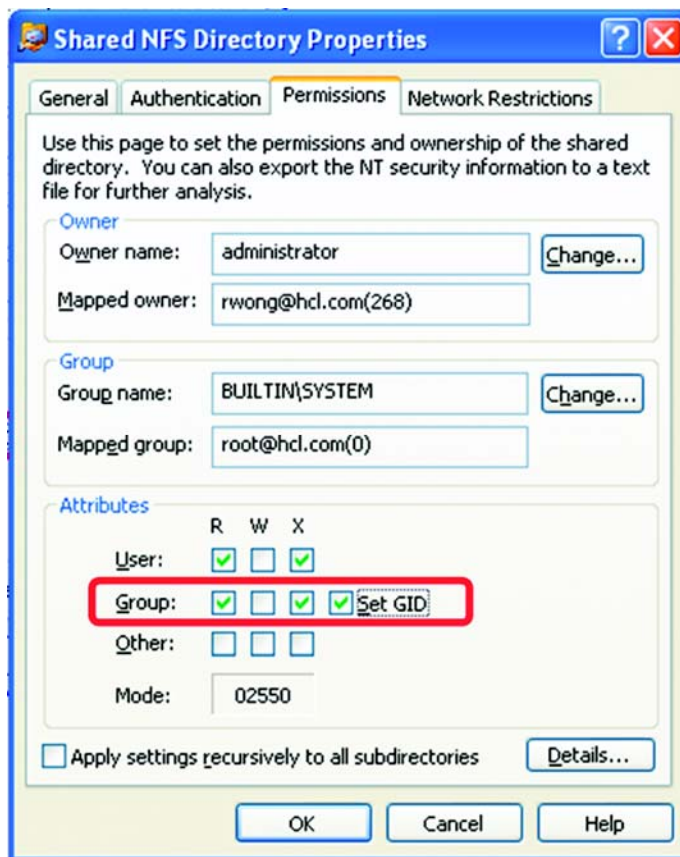 Shared NFS Directory Properties
General Authentication Permissions Network Restrictions
Use this page to set the permissions and ownership of the shared
directory. You can also export the NT security information to a text
file for further analysis.
Owner
Owner name: administrator Change...
Mapped owner: rwong@hcl.com(268)
Group
Group name: BUILTIN\SYSTEM Change...
Mapped group: root@hcl.com(0)
Attributes
R W X
User:
Group: Set GID
Other:
Mode: 02550
Apply settings recursively to all subdirectories Details...
OK Cancel Help